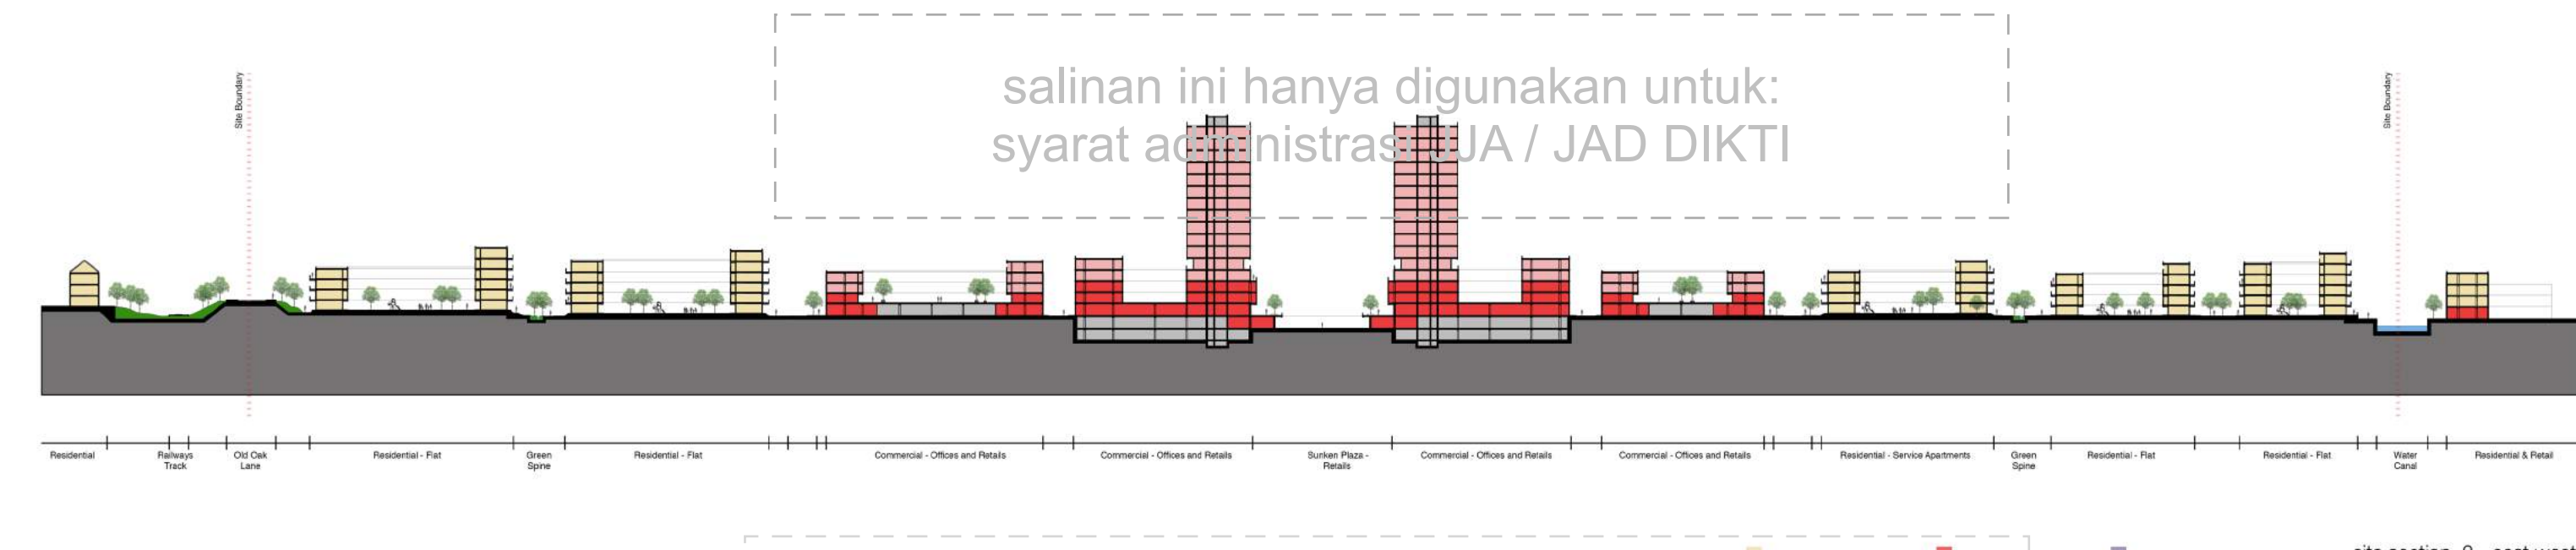 salinan ini hanya digunakan untuk:
syarat administrasi JJA / JAD DIKTI
Site Boundary
Site Boundary
Residential
Railways
Track
Old Oak
Lane
Residential - Flat
Green
Spine
Residential - Flat
Commercial - Offices and Retails
Commercial - Offices and Retails
Sunken Plaza -
Retails
Commercial - Offices and Retails
Commercial - Offices and Retails
Residential - Service Apartments
Green
Spine
Residential - Flat
Residential - Flat
Water
Canal
Residential & Retail